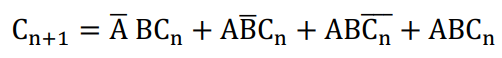 Cₙ₊₁ = A̅ BCₙ + AB̅Cₙ + ABC̅ₙ̅ + ABCₙ